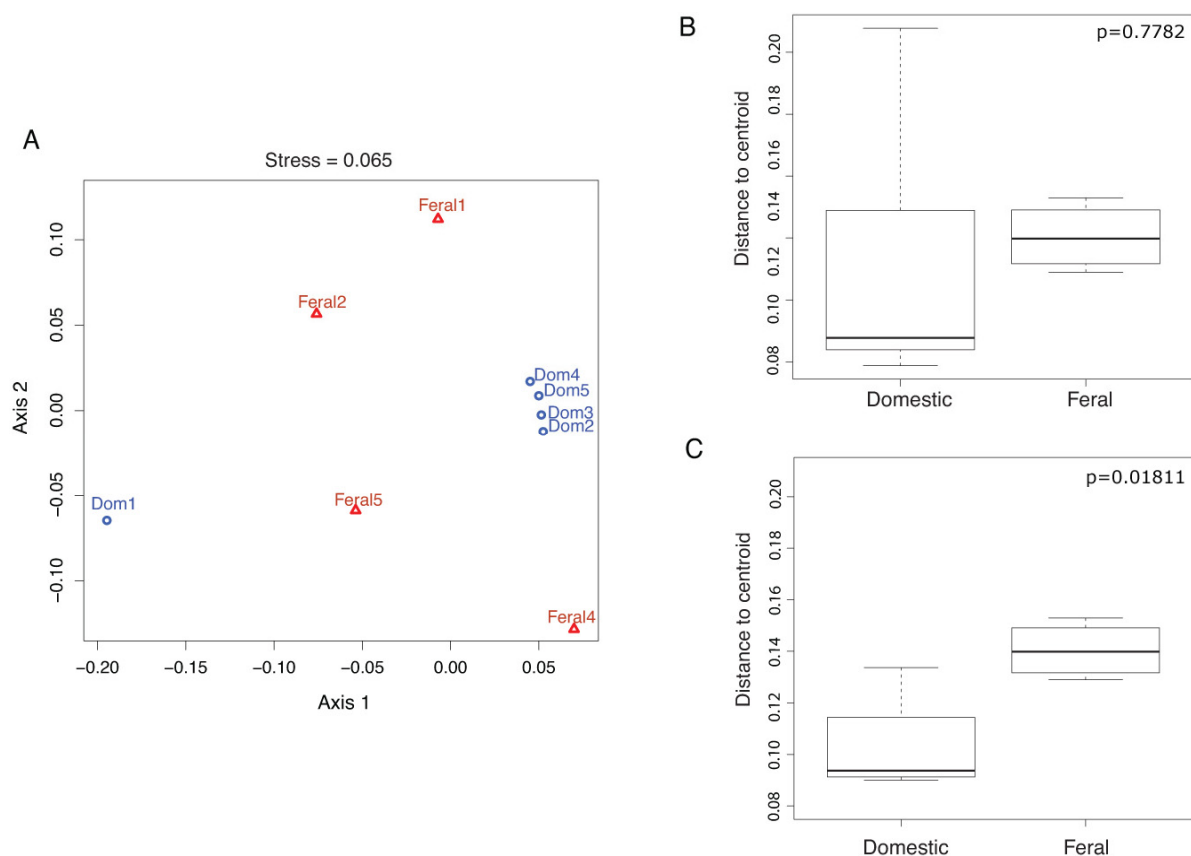 A
Stress = 0.065
Axis 2
0.10
0.05
0.00
−0.05
−0.10
Feral1
Feral2
Dom4
Dom5
Dom3
Dom2
Dom1
Feral5
Feral4
−0.20
−0.15
−0.10
−0.05
0.00
0.05
Axis 1
B
p=0.7782
Distance to centroid
0.20
0.18
0.16
0.14
0.12
0.10
0.08
Domestic
Feral
C
p=0.01811
Distance to centroid
0.20
0.18
0.16
0.14
0.12
0.10
0.08
Domestic
Feral